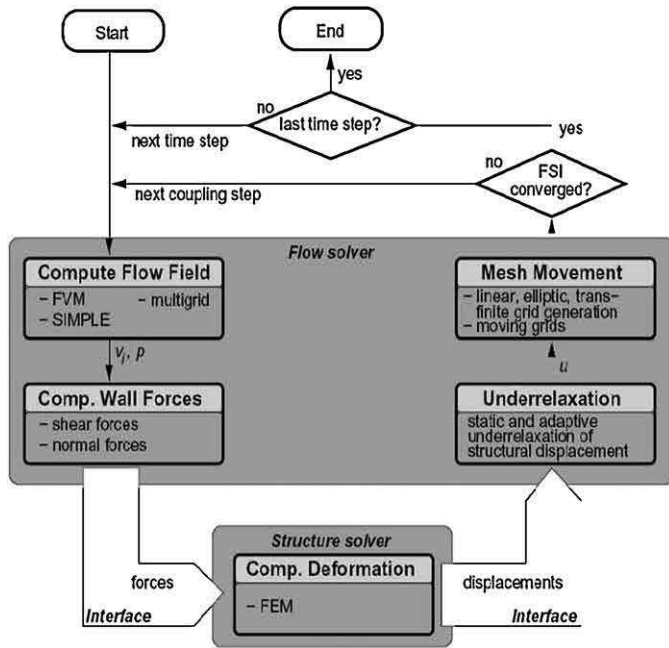 Start
End
yes
no
last time step?
yes
next time step
no
FSI
converged?
next coupling step
Flow solver
Compute Flow Field
– FVM – multigrid
– SIMPLE
Mesh Movement
– linear, elliptic, trans–
finite grid generation
– moving grids
vi, p
u
Comp. Wall Forces
– shear forces
– normal forces
Underrelaxation
static and adaptive
underrelaxation of
structural displacement
Structure solver
Comp. Deformation
– FEM
forces
displacements
Interface
Interface